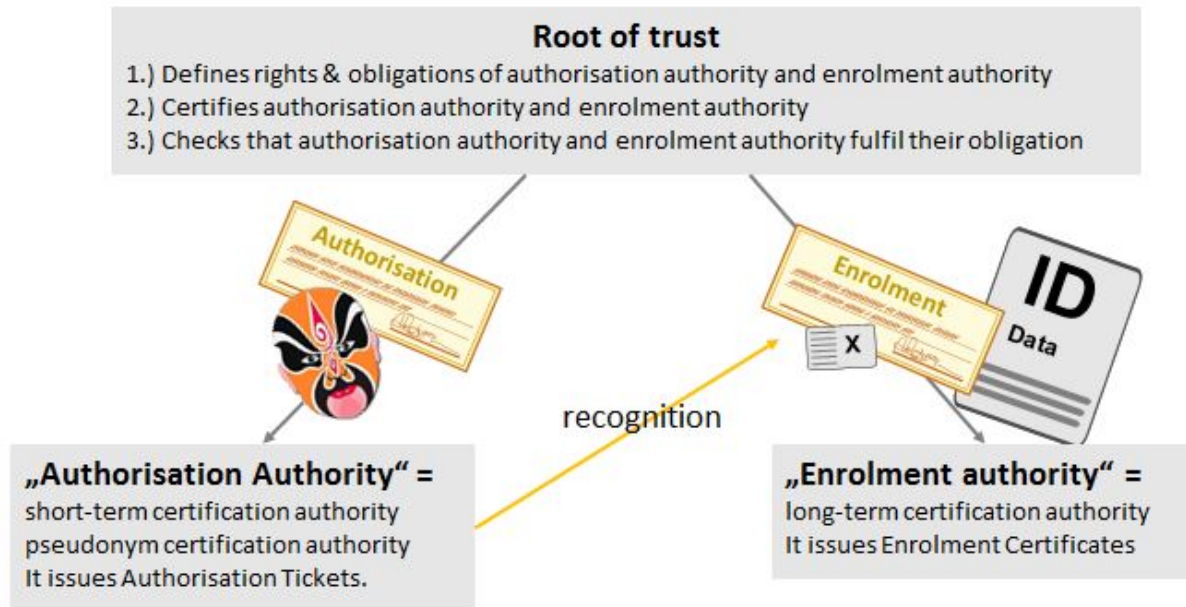 Root of trust
1.) Defines rights & obligations of authorisation authority and enrolment authority
2.) Certifies authorisation authority and enrolment authority
3.) Checks that authorisation authority and enrolment authority fulfil their obligation
Authorisation
Enrolment
ID
Data
X
recognition
„Authorisation Authority“ =
short-term certification authority
pseudonym certification authority
It issues Authorisation Tickets.
„Enrolment authority“ =
long-term certification authority
It issues Enrolment Certificates